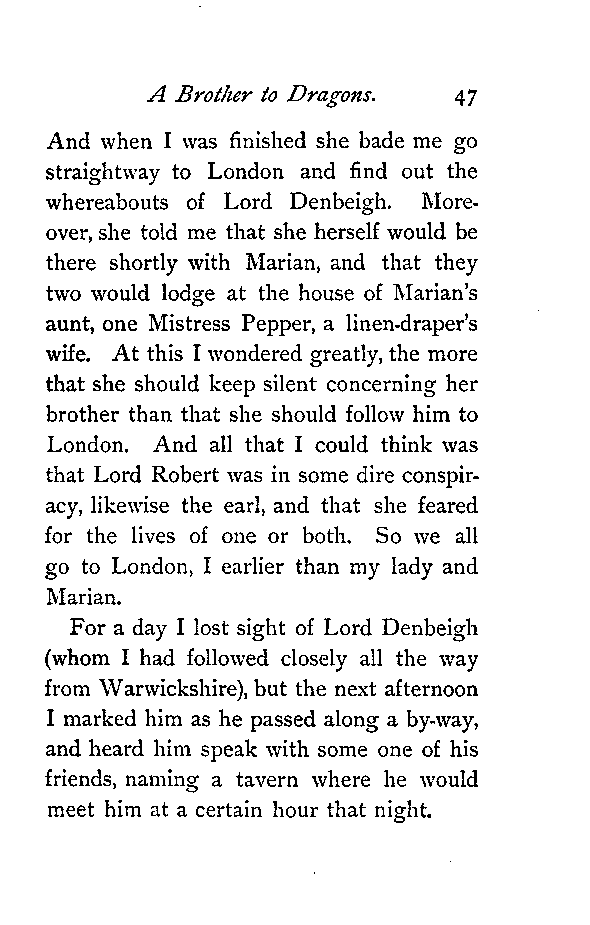 A Brother to Dragons. 47
And when I was finished she bade me go
straightway to London and find out the
whereabouts of Lord Denbeigh. More-
over, she told me that she herself would be
there shortly with Marian, and that they
two would lodge at the house of Marian's
aunt, one Mistress Pepper, a linen-draper's
wife. At this I wondered greatly, the more
that she should keep silent concerning her
brother than that she should follow him to
London. And all that I could think was
that Lord Robert was in some dire conspir-
acy, likewise the earl, and that she feared
for the lives of one or both. So we all
go to London, I earlier than my lady and
Marian.
For a day I lost sight of Lord Denbeigh
(whom I had followed closely all the way
from Warwickshire), but the next afternoon
I marked him as he passed along a by-way,
and heard him speak with some one of his
friends, naming a tavern where he would
meet him at a certain hour that night.